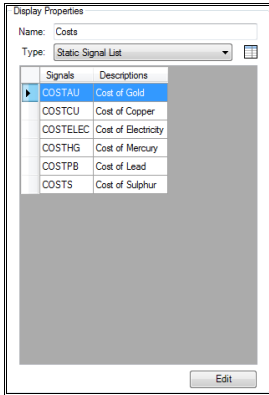 Display Properties
Name: Costs
Type: Static Signal List
Signals Descriptions
COSTAU Cost of Gold
COSTCU Cost of Copper
COSTELEC Cost of Electricity
COSTHG Cost of Mercury
COSTPB Cost of Lead
COSTS Cost of Sulphur
Edit